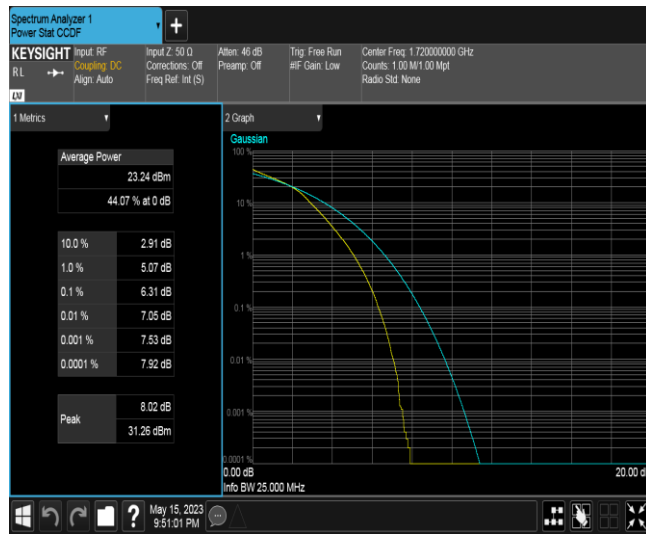 Spectrum Analyzer 1
Power Stat CCDF
KEYSIGHT
RL
LXI
Input: RF
Coupling: DC
Align: Auto
Input Z: 50 Ω
Corrections: Off
Freq Ref: Int (S)
Atten: 46 dB
Preamp: Off
Trig: Free Run
#IF Gain: Low
Center Freq: 1.720000000 GHz
Counts: 1.00 M/1.00 Mpt
Radio Std: None
1 Metrics
Average Power
23.24 dBm
44.07 % at 0 dB
10.0 % 2.91 dB
1.0 % 5.07 dB
0.1 % 6.31 dB
0.01 % 7.05 dB
0.001 % 7.53 dB
0.0001 % 7.92 dB
Peak
8.02 dB
31.26 dBm
2 Graph
Gaussian
100 %
10 %
1 %
0.1 %
0.01 %
0.001 %
0.0001 %
0.00 dB
20.00 d
Info BW 25.000 MHz
?
May 15, 2023
9:51:01 PM